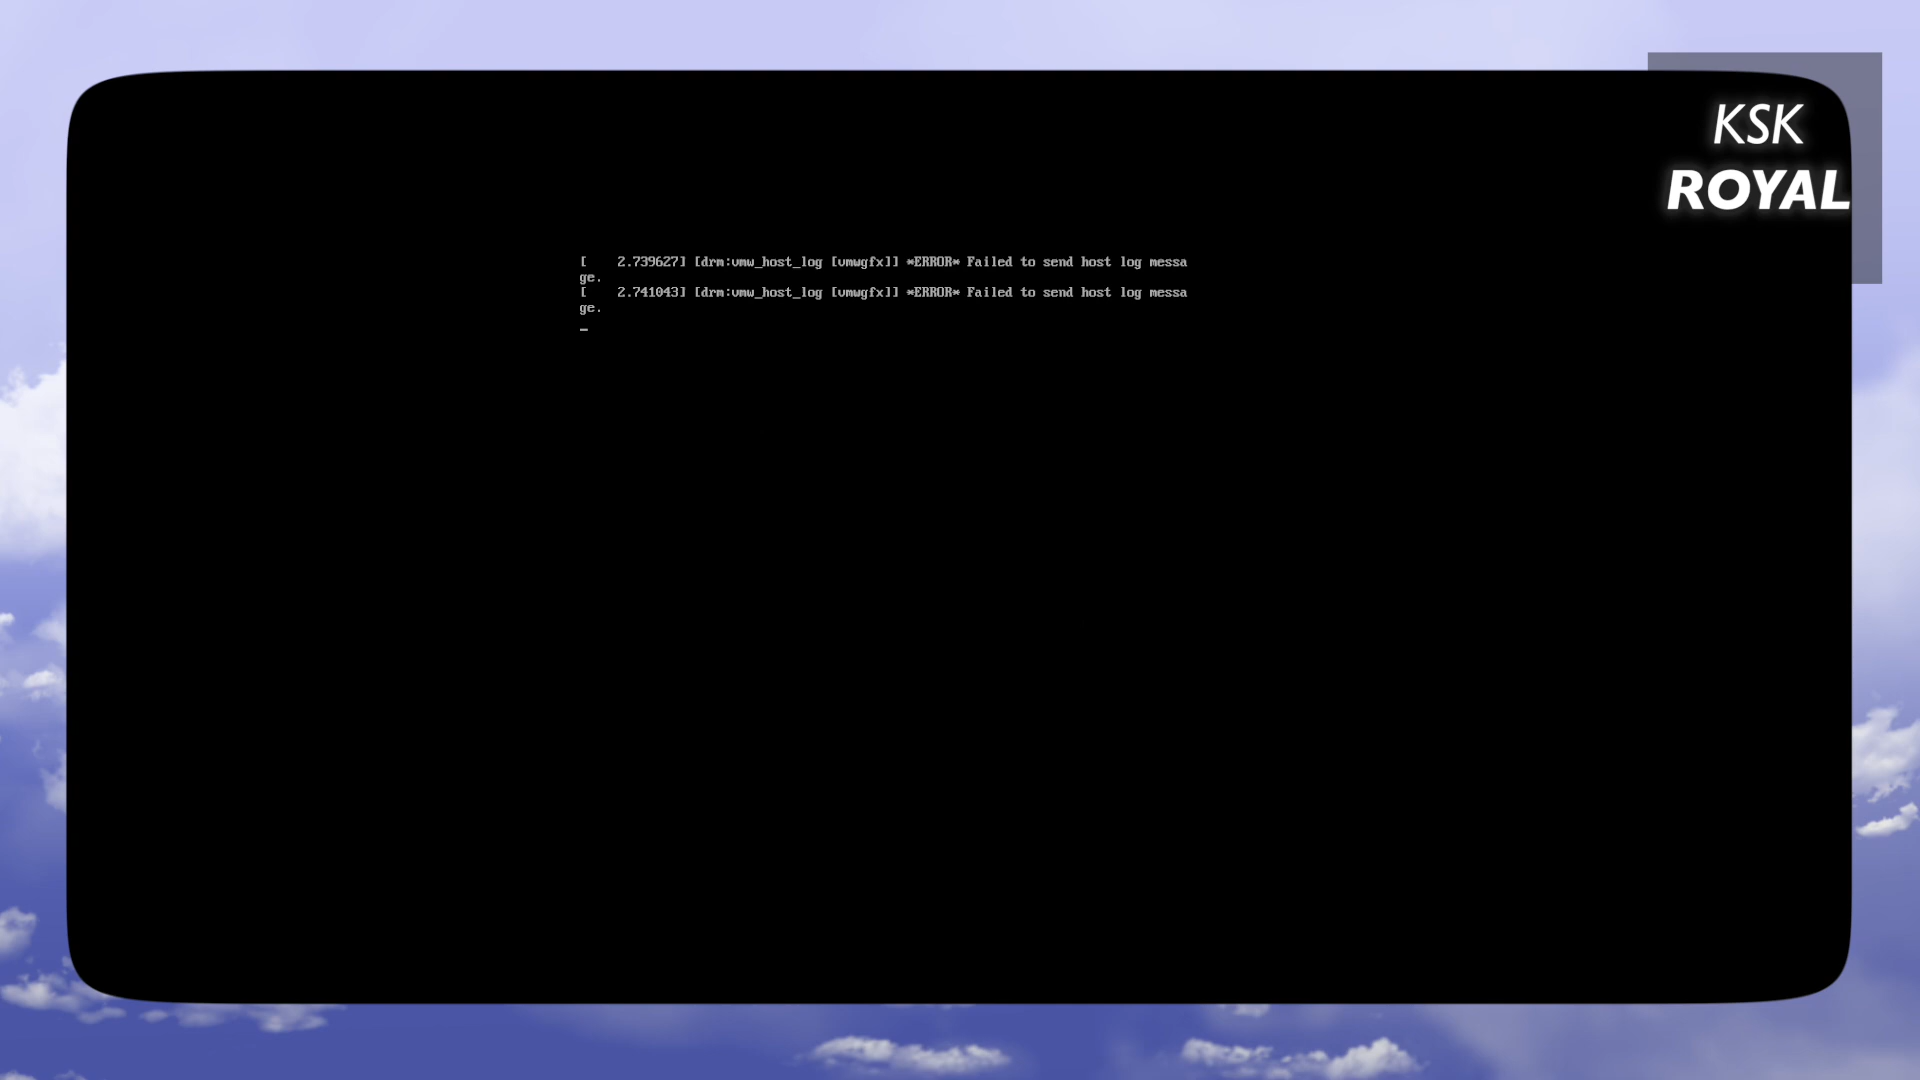 KSK
ROYAL
[    2.739627] [drm:vmw_host_log [vmwgfx]] *ERROR* Failed to send host log messa
ge.
[    2.741043] [drm:vmw_host_log [vmwgfx]] *ERROR* Failed to send host log messa
ge.